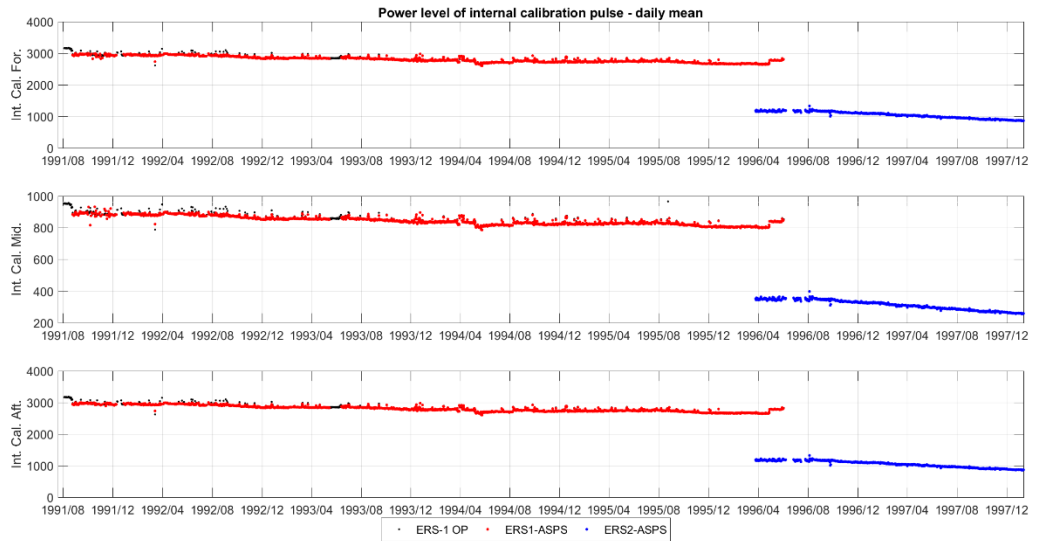 Power level of internal calibration pulse - daily mean
Int. Cal. For.
4000
3000
2000
1000
0
1991/08 1991/12 1992/04 1992/08 1992/12 1993/04 1993/08 1993/12 1994/04 1994/08 1994/12 1995/04 1995/08 1995/12 1996/04 1996/08 1996/12 1997/04 1997/08 1997/12
Int. Cal. Mid.
1000
800
600
400
200
1991/08 1991/12 1992/04 1992/08 1992/12 1993/04 1993/08 1993/12 1994/04 1994/08 1994/12 1995/04 1995/08 1995/12 1996/04 1996/08 1996/12 1997/04 1997/08 1997/12
Int. Cal. Aft.
4000
3000
2000
1000
0
1991/08 1991/12 1992/04 1992/08 1992/12 1993/04 1993/08 1993/12 1994/04 1994/08 1994/12 1995/04 1995/08 1995/12 1996/04 1996/08 1996/12 1997/04 1997/08 1997/12
ERS-1 OP ERS1-ASPS ERS2-ASPS